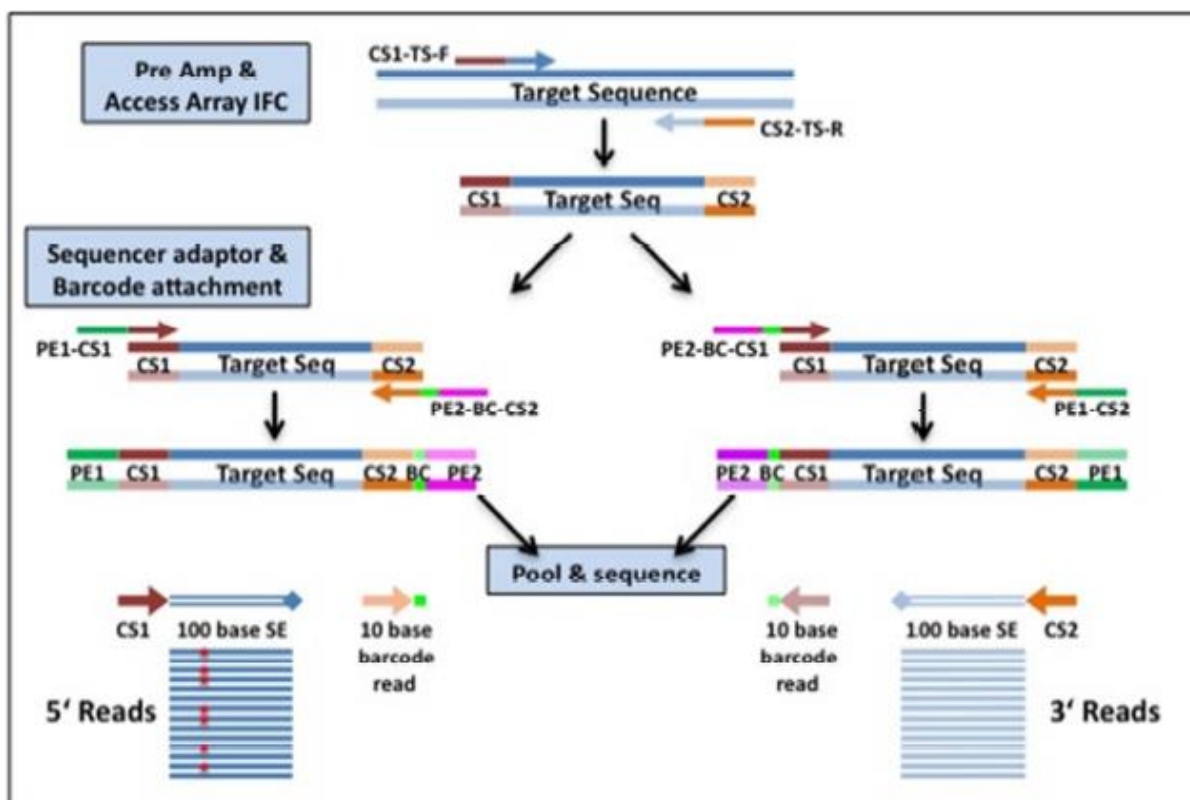 Pre Amp &
Access Array IFC
CS1-TS-F
Target Sequence
CS2-TS-R
CS1 Target Seq CS2
Sequencer adaptor &
Barcode attachment
PE1-CS1
CS1 Target Seq CS2
PE2-BC-CS2
PE2-BC-CS1
CS1 Target Seq CS2
PE1-CS2
PE1 CS1 Target Seq CS2 BC PE2
PE2 BC CS1 Target Seq CS2 PE1
Pool & sequence
CS1 100 base SE
10 base
barcode
read
10 base
barcode
read
100 base SE CS2
5‘ Reads
3‘ Reads